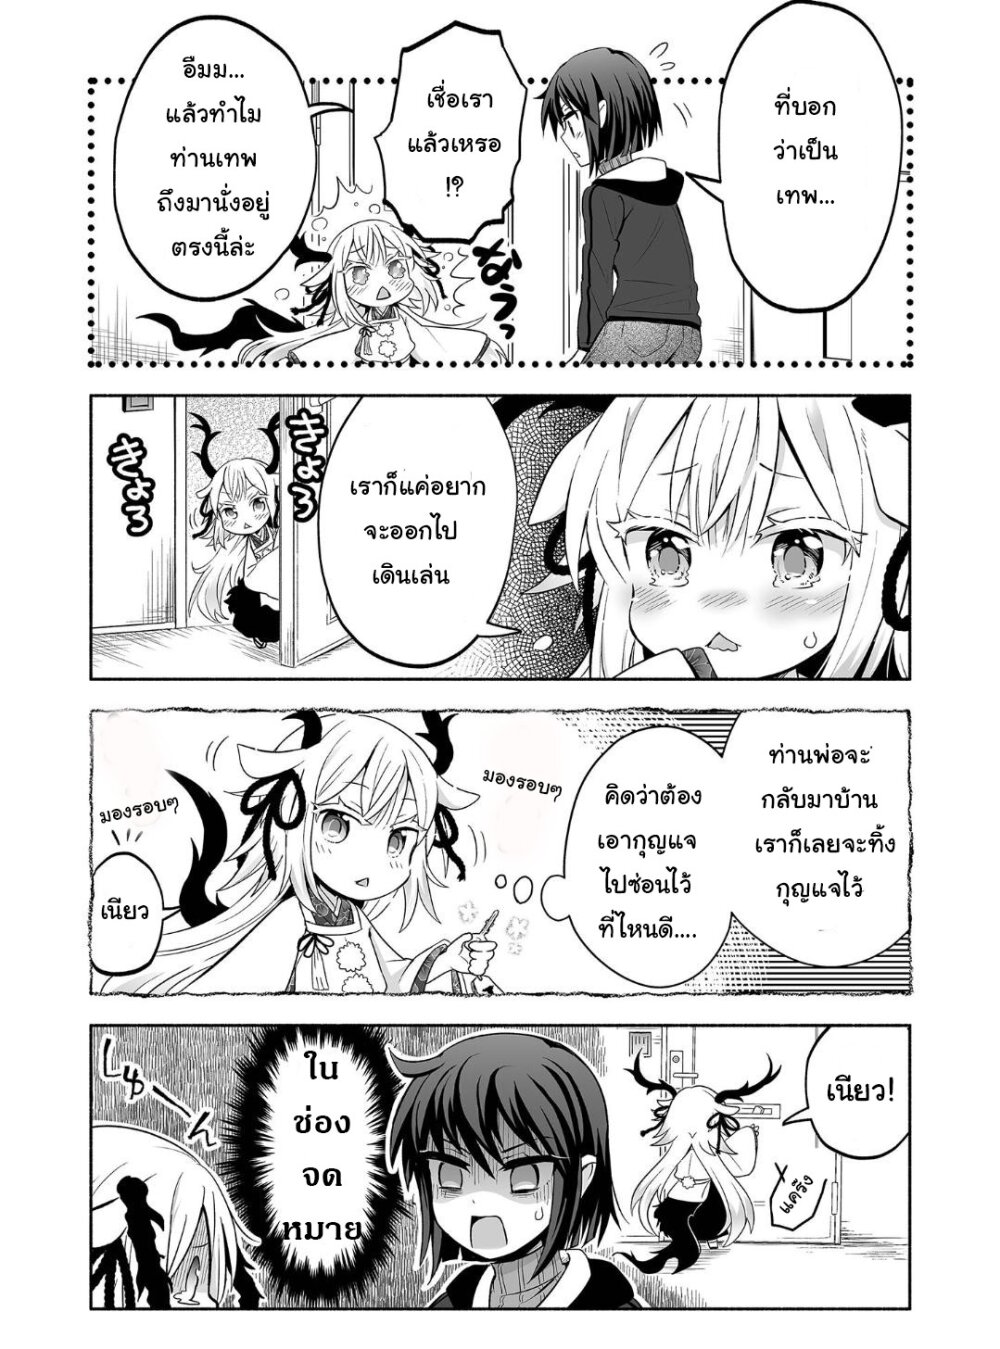 ที่บอก
ว่าเป็น
เทพ...
เชื่อเรา
แล้วเหรอ
!?
อืมม...
แล้วทำไม
ท่านเทพ
ถึงมานั่งอยู่
ตรงนี้ล่ะ
なうっ
เราก็แค่อยาก
จะออกไป
เดินเล่น
きょろ
きょろ
ท่านพ่อจะ
กลับมาบ้าน
เราก็เลยจะทิ้ง
กุญแจไว้
คิดว่าต้อง
เอากุญแจ
ไปซ่อนไว้
ที่ไหนดี....
มองรอบๆ
มองรอบๆ
เนียว
เนียว!
แคร๊ง
ใน
ช่อง
จด
หมาย
しゅーん